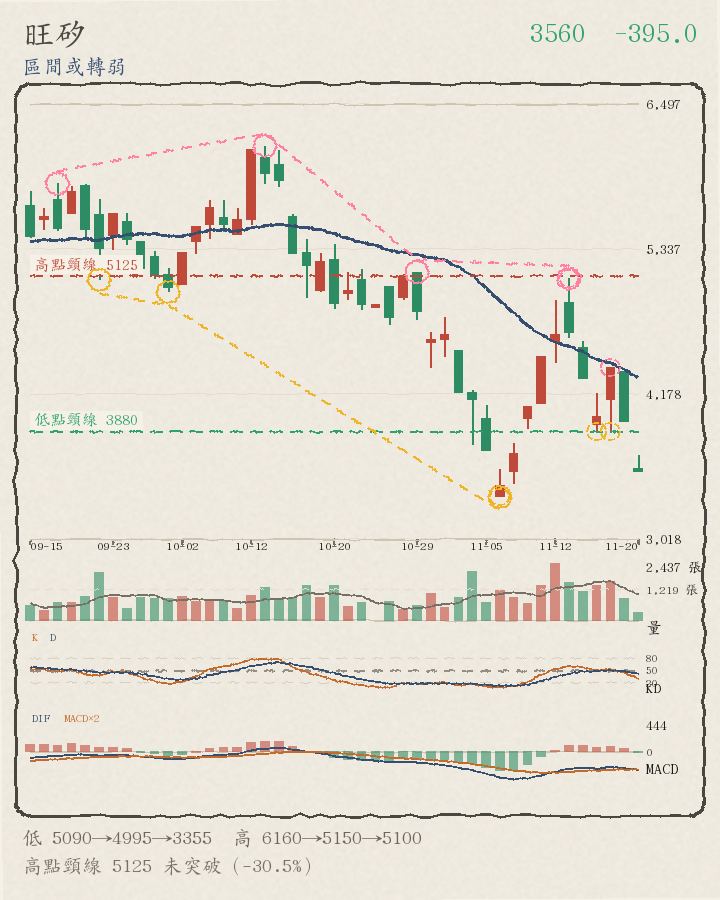 旺矽
3560 -395.0
區間或轉弱
6,497
5,337
高點頸線 5125
4,178
低點頸線 3880
3,018
09-15 09-23 10-02 10-12 10-20 10-29 11-05 11-12 11-20
2,437 張
1,219 張
量
K D
80
50
20
KD
DIF MACD×2
444
0
MACD
低 5090→4995→3355 高 6160→5150→5100
高點頸線 5125 未突破 (-30.5%)